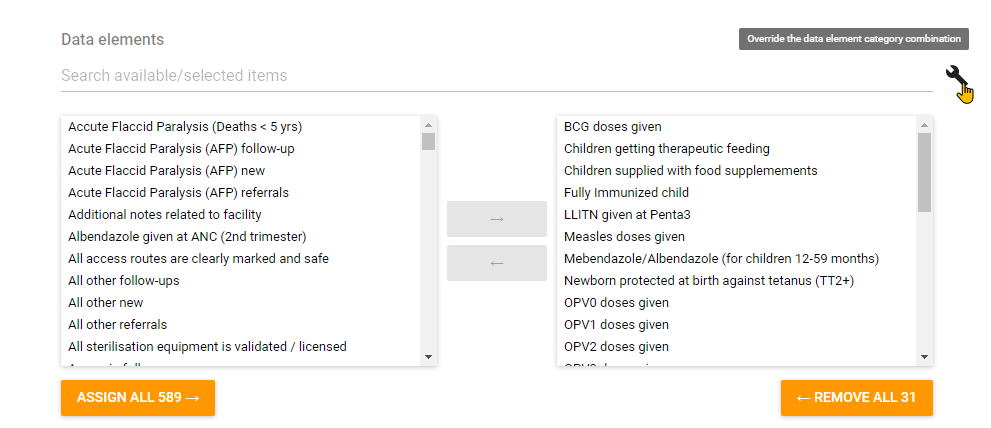 Data elements
Override the data element category combination
Search available/selected items
Accute Flaccid Paralysis (Deaths < 5 yrs)
Acute Flaccid Paralysis (AFP) follow-up
Acute Flaccid Paralysis (AFP) new
Acute Flaccid Paralysis (AFP) referrals
Additional notes related to facility
Albendazole given at ANC (2nd trimester)
All access routes are clearly marked and safe
All other follow-ups
All other new
All other referrals
All sterilisation equipment is validated / licensed
→
←
BCG doses given
Children getting therapeutic feeding
Children supplied with food supplemements
Fully Immunized child
LLITN given at Penta3
Measles doses given
Mebendazole/Albendazole (for children 12-59 months)
Newborn protected at birth against tetanus (TT2+)
OPV0 doses given
OPV1 doses given
OPV2 doses given
ASSIGN ALL 589 →
← REMOVE ALL 31